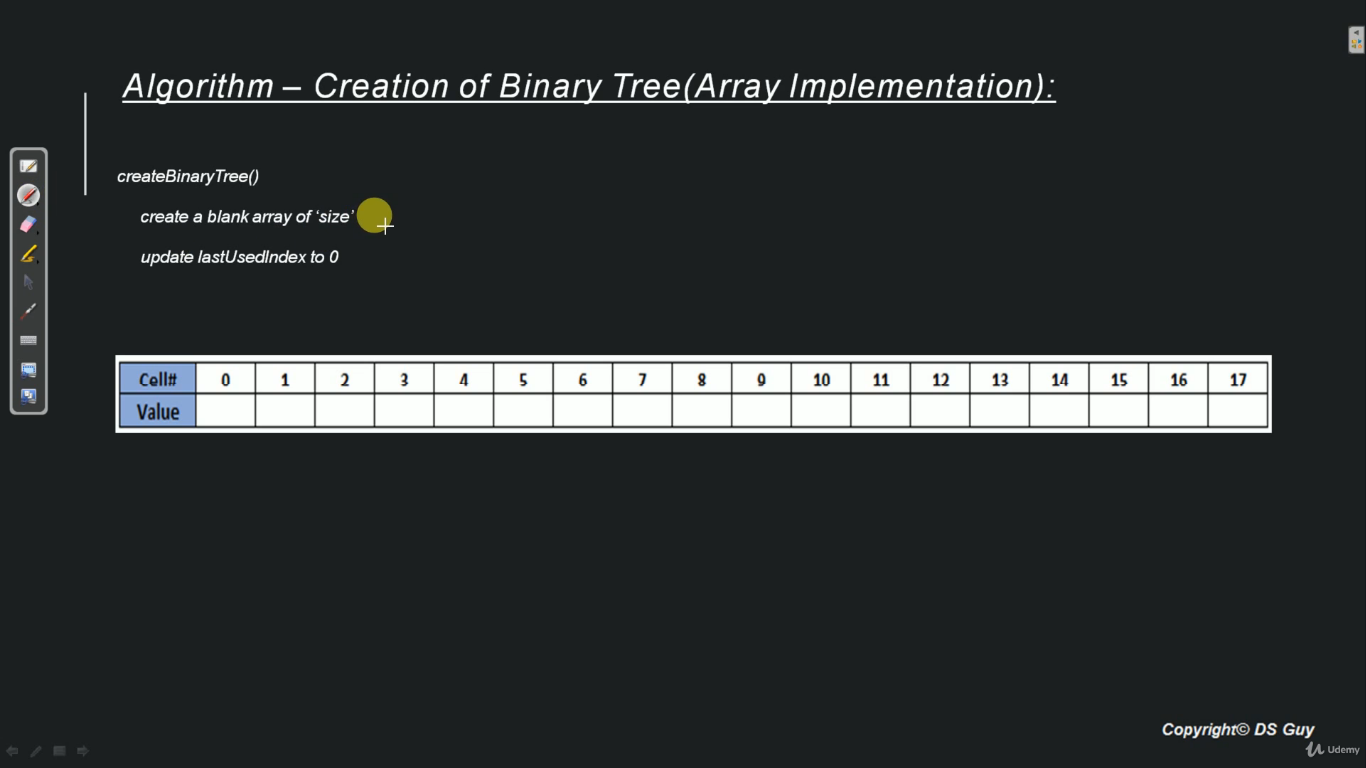 Algorithm – Creation of Binary Tree(Array Implementation):
createBinaryTree()
create a blank array of ‘size’
update lastUsedIndex to 0
Cell# 0 1 2 3 4 5 6 7 8 9 10 11 12 13 14 15 16 17
Value
Copyright© DS Guy
Udemy